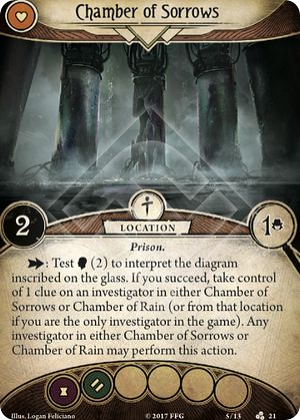 Chamber of Sorrows
2
LOCATION
1
Prison.
: Test (2) to interpret the diagram
inscribed on the glass. If you succeed, take control
of 1 clue on an investigator in either Chamber of
Sorrows or Chamber of Rain (or from that location
if you are the only investigator in the game). Any
investigator in either Chamber of Sorrows or
Chamber of Rain may perform this action.
Illus. Logan Feliciano © 2017 FFG 5/13 21